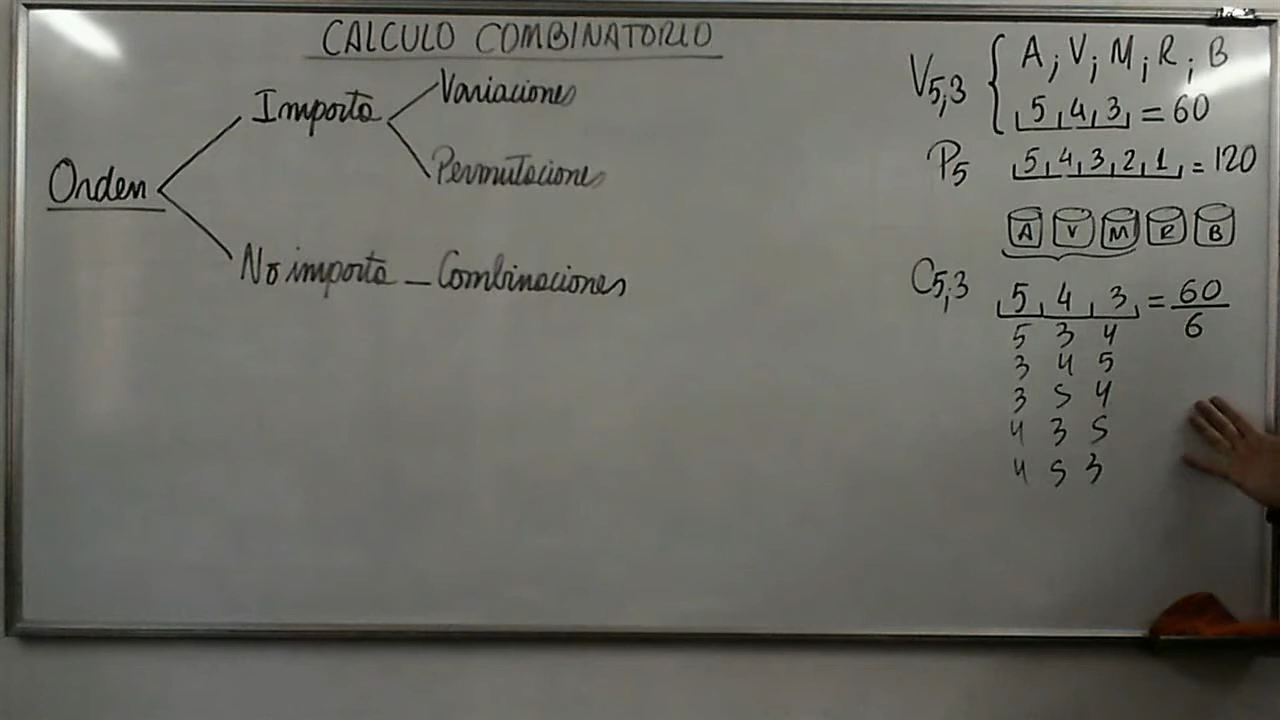 CALCULO COMBINATORIO
Orden
Importa
Variaciones
Permutaciones
No importa - Combinaciones
V5;3
A; V; M; R; B
5 4 3 = 60
P5 5 4 3 2 1 = 120
A V M R B
C5;3 5 4 3 = 60/6
5 3 4
3 4 5
3 5 4
4 3 5
4 5 3